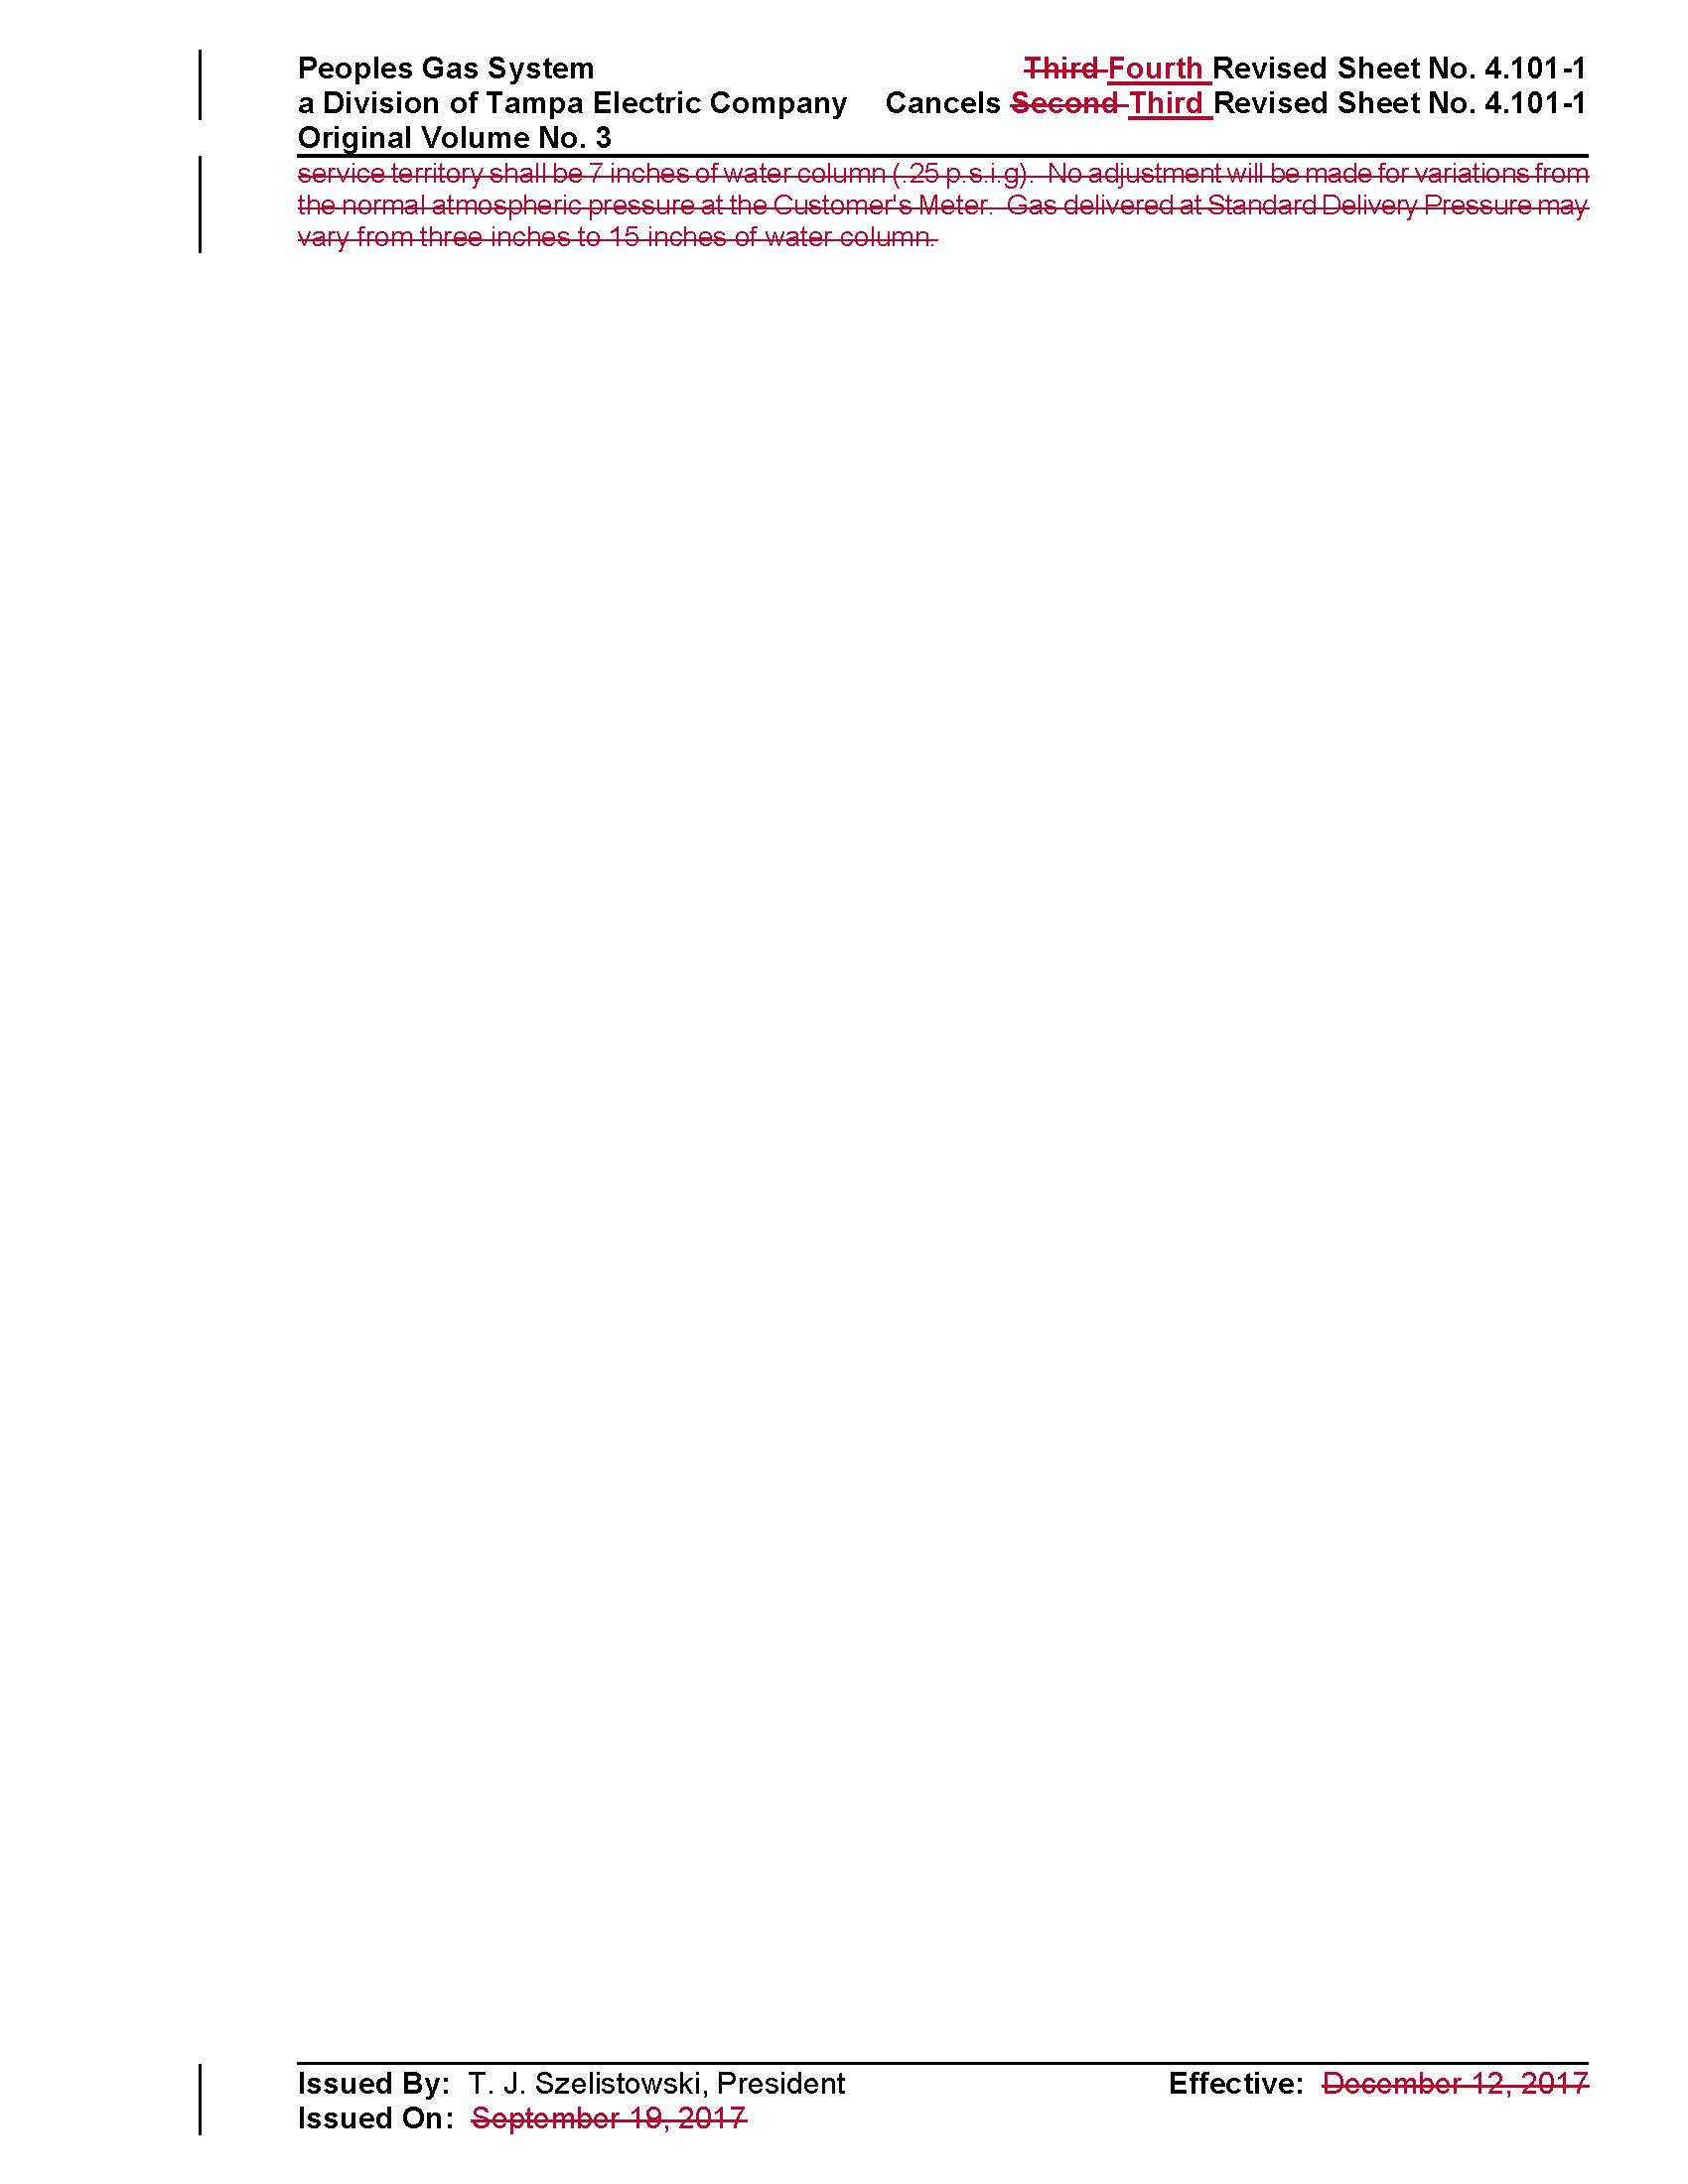 Peoples Gas System Third Fourth Revised Sheet No. 4.101-1
a Division of Tampa Electric Company Cancels Second Third Revised Sheet No. 4.101-1
Original Volume No. 3
service territory shall be 7 inches of water column (.25 p.s.i.g). No adjustment will be made for variations from
the normal atmospheric pressure at the Customer's Meter. Gas delivered at Standard Delivery Pressure may
vary from three inches to 15 inches of water column.
Issued By: T. J. Szelistowski, President Effective: December 12, 2017
Issued On: September 19, 2017